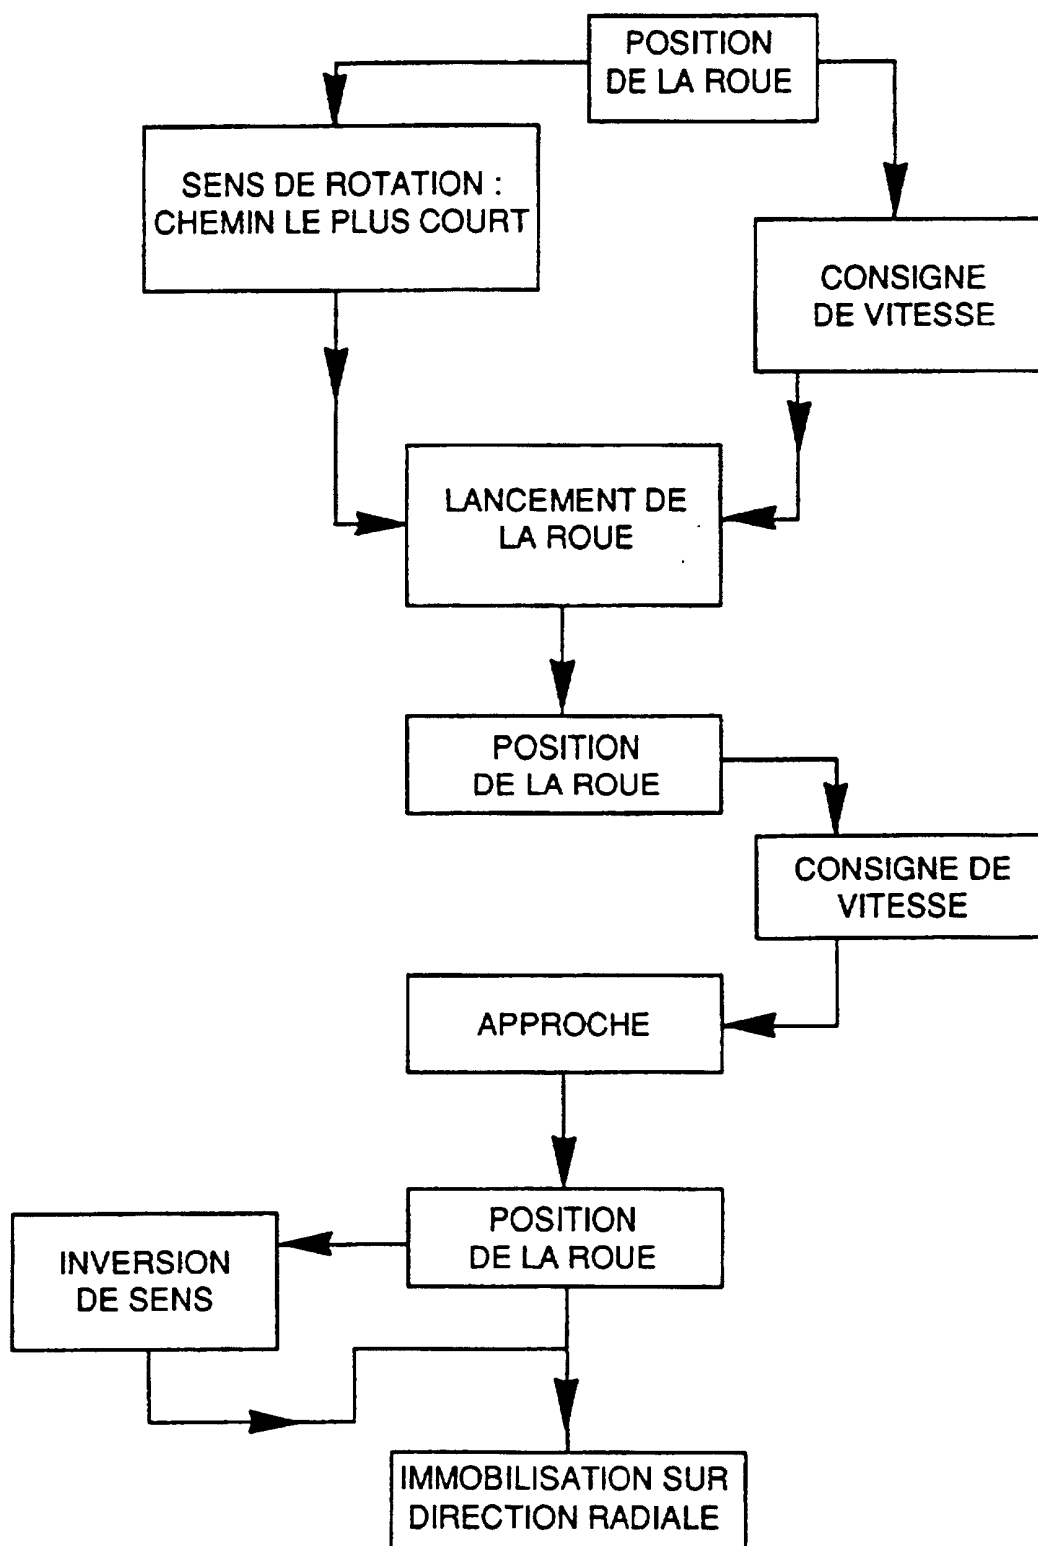 POSITION
DE LA ROUE
SENS DE ROTATION :
CHEMIN LE PLUS COURT
CONSIGNE
DE VITESSE
LANCEMENT DE
LA ROUE
POSITION
DE LA ROUE
CONSIGNE DE
VITESSE
APPROCHE
POSITION
DE LA ROUE
INVERSION
DE SENS
IMMOBILISATION SUR
DIRECTION RADIALE